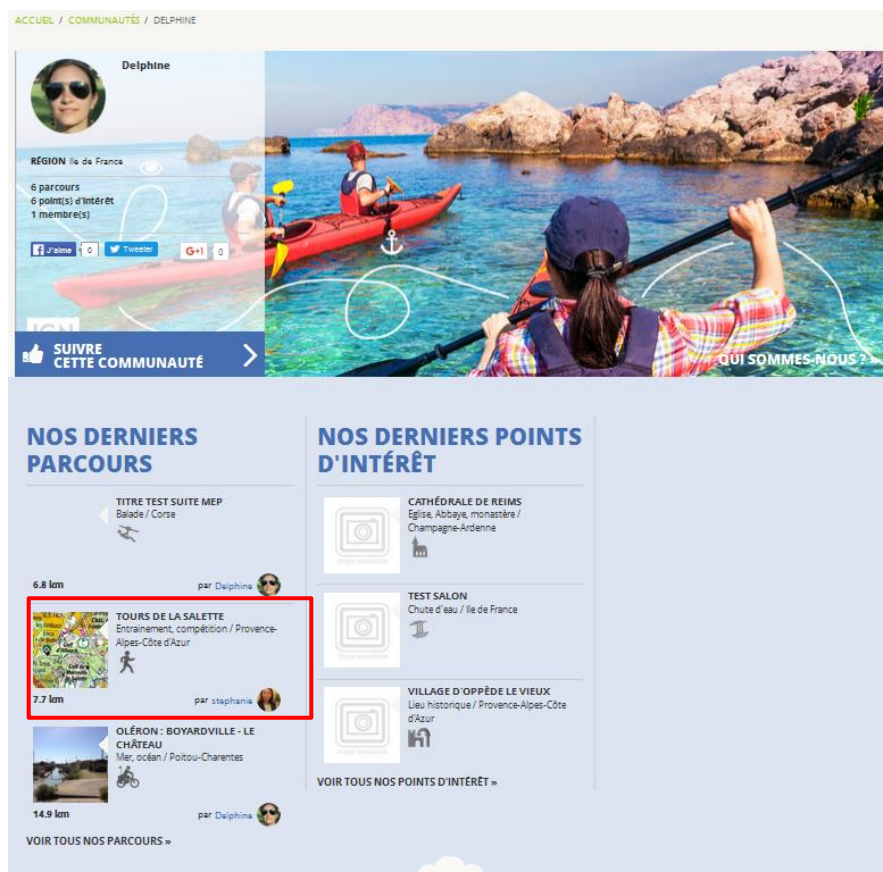 ACCUEIL / COMMUNAUTÉS / DELPHINE
Delphine
RÉGION Ile de France
6 parcours
6 point(s) d'intérêt
1 membre(s)
J'aime 0 Tweeter G+1 0
IGN
SUIVRE
CETTE COMMUNAUTÉ
QUI SOMMES-NOUS ? »
NOS DERNIERS
PARCOURS
TITRE TEST SUITE MEP
Balade / Corse
6.8 km par Delphine
TOURS DE LA SALETTE
Entrainement, compétition / Provence-
Alpes-Côte d'Azur
7.7 km par stephanie
OLÉRON : BOYARDVILLE - LE
CHÂTEAU
Mer, océan / Poitou-Charentes
14.9 km par Delphine
VOIR TOUS NOS PARCOURS »
NOS DERNIERS POINTS
D'INTÉRÊT
CATHÉDRALE DE REIMS
Eglise, Abbaye, monastère /
Champagne-Ardenne
TEST SALON
Chute d'eau / Ile de France
VILLAGE D'OPPÈDE LE VIEUX
Lieu historique / Provence-Alpes-Côte
d'Azur
VOIR TOUS NOS POINTS D'INTÉRÊT »